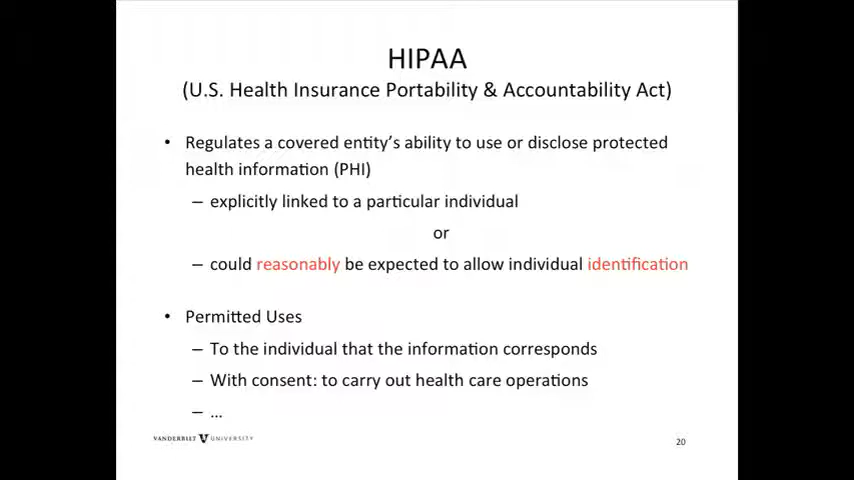 HIPAA
(U.S. Health Insurance Portability & Accountability Act)
• Regulates a covered entity's ability to use or disclose protected
health information (PHI)
– explicitly linked to a particular individual
or
– could reasonably be expected to allow individual identification
• Permitted Uses
– To the individual that the information corresponds
– With consent: to carry out health care operations
– ...
VANDERBILT V UNIVERSITY
20